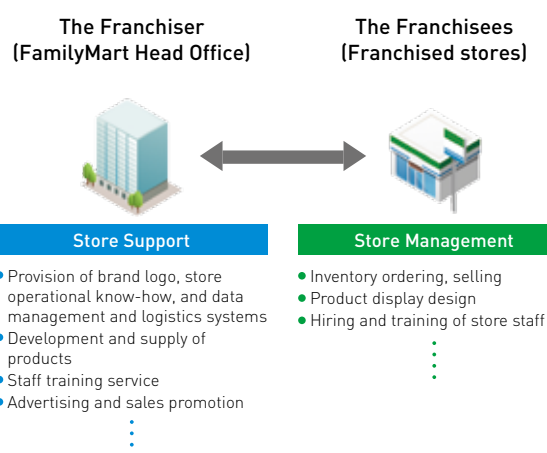 The Franchiser
(FamilyMart Head Office)
The Franchisees
(Franchised stores)
Store Support
• Provision of brand logo, store
operational know-how, and data
management and logistics systems
• Development and supply of
products
• Staff training service
• Advertising and sales promotion
Store Management
• Inventory ordering, selling
• Product display design
• Hiring and training of store staff